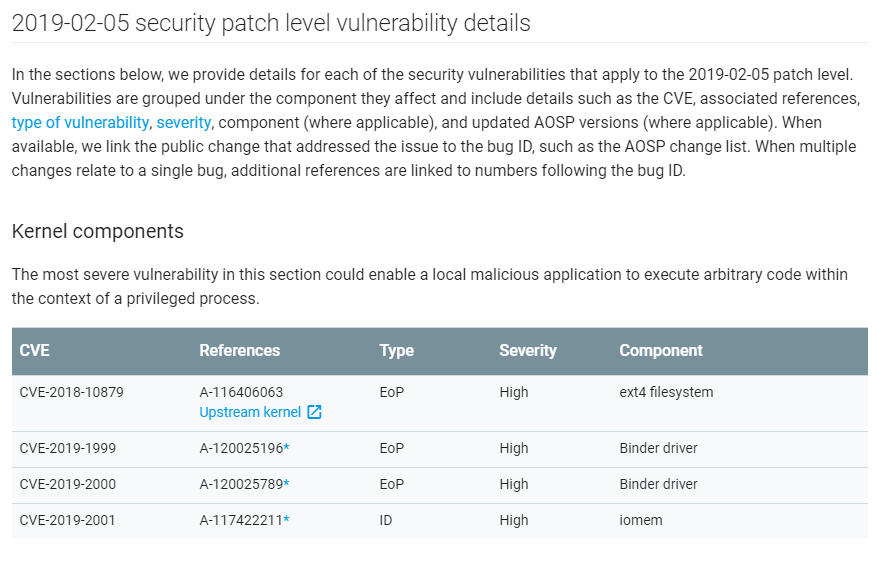 2019-02-05 security patch level vulnerability details
In the sections below, we provide details for each of the security vulnerabilities that apply to the 2019-02-05 patch level.
Vulnerabilities are grouped under the component they affect and include details such as the CVE, associated references,
type of vulnerability, severity, component (where applicable), and updated AOSP versions (where applicable). When
available, we link the public change that addressed the issue to the bug ID, such as the AOSP change list. When multiple
changes relate to a single bug, additional references are linked to numbers following the bug ID.
Kernel components
The most severe vulnerability in this section could enable a local malicious application to execute arbitrary code within
the context of a privileged process.
CVE References Type Severity Component
CVE-2018-10879 A-116406063 EoP High ext4 filesystem
Upstream kernel
CVE-2019-1999 A-120025196* EoP High Binder driver
CVE-2019-2000 A-120025789* EoP High Binder driver
CVE-2019-2001 A-117422211* ID High iomem